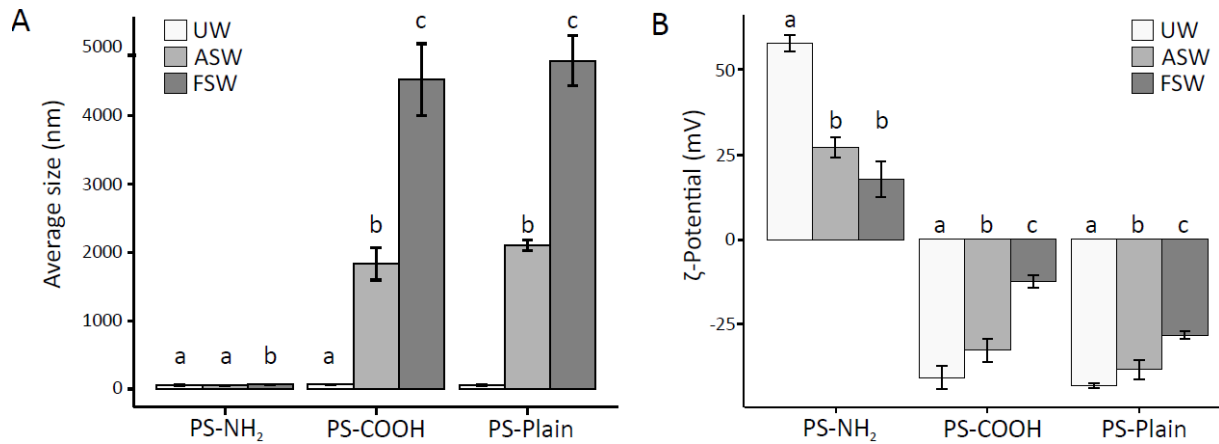 A
UW
ASW
FSW
Average size (nm)
5000
4000
3000
2000
1000
0
a a b
a b c
b c
PS-NH₂ PS-COOH PS-Plain
B
UW
ASW
FSW
ζ-Potential (mV)
50
25
0
-25
a b b
a b c
a b c
PS-NH₂ PS-COOH PS-Plain